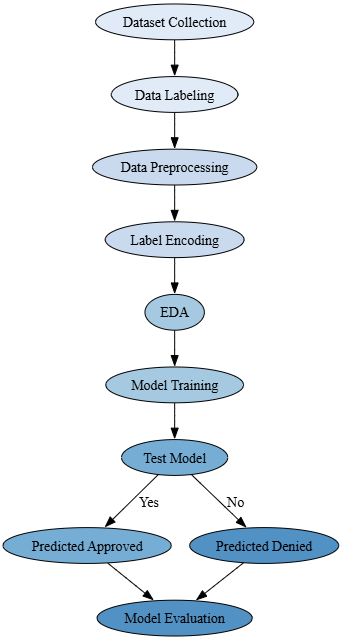 Dataset Collection
Data Labeling
Data Preprocessing
Label Encoding
EDA
Model Training
Test Model
Yes
No
Predicted Approved
Predicted Denied
Model Evaluation